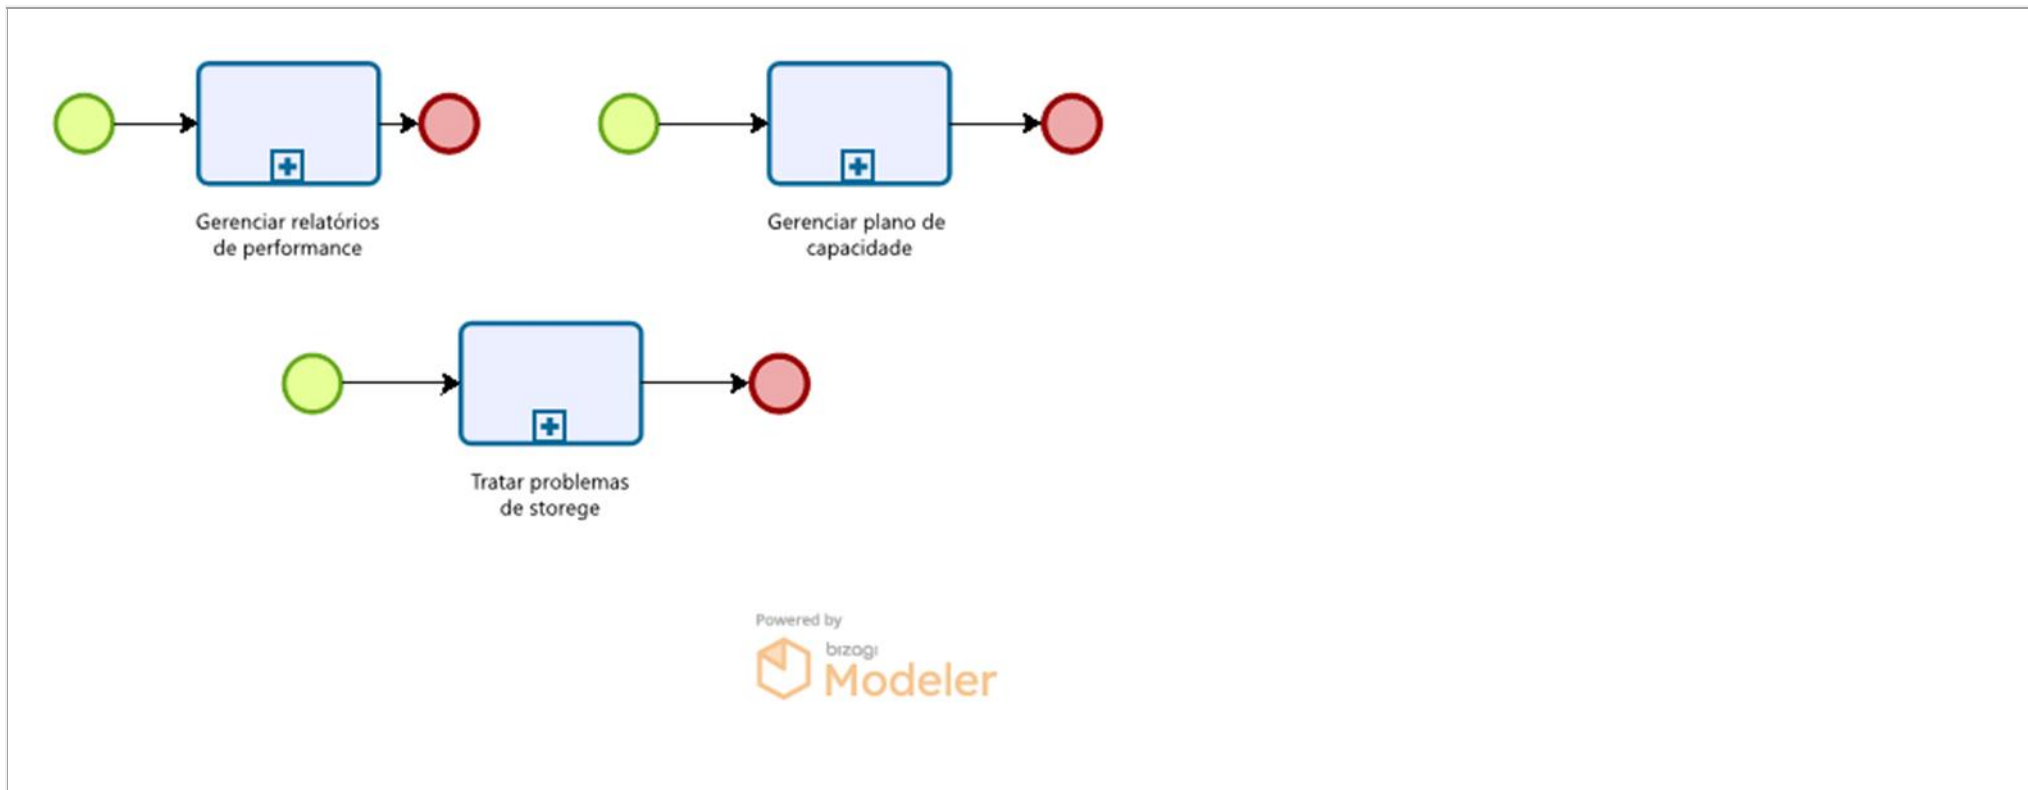 Gerenciar relatórios
de performance
Gerenciar plano de
capacidade
Tratar problemas
de storege
Powered by
bizagi
Modeler